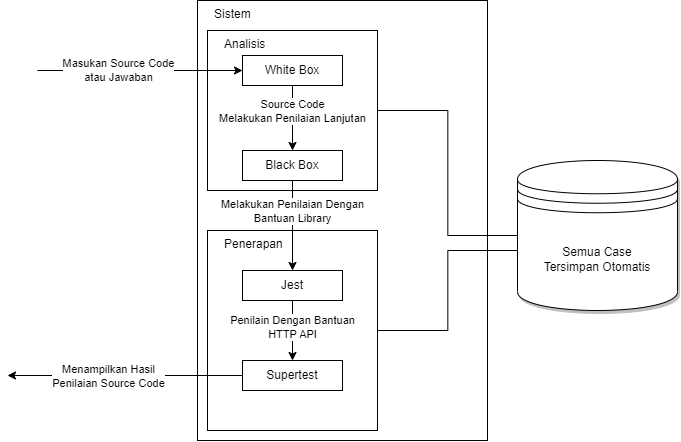 Sistem
Analisis
Masukan Source Code
atau Jawaban
White Box
Source Code
Melakukan Penilaian Lanjutan
Black Box
Melakukan Penilaian Dengan
Bantuan Library
Penerapan
Semua Case
Tersimpan Otomatis
Jest
Penilain Dengan Bantuan
HTTP API
Menampilkan Hasil
Penilaian Source Code
Supertest